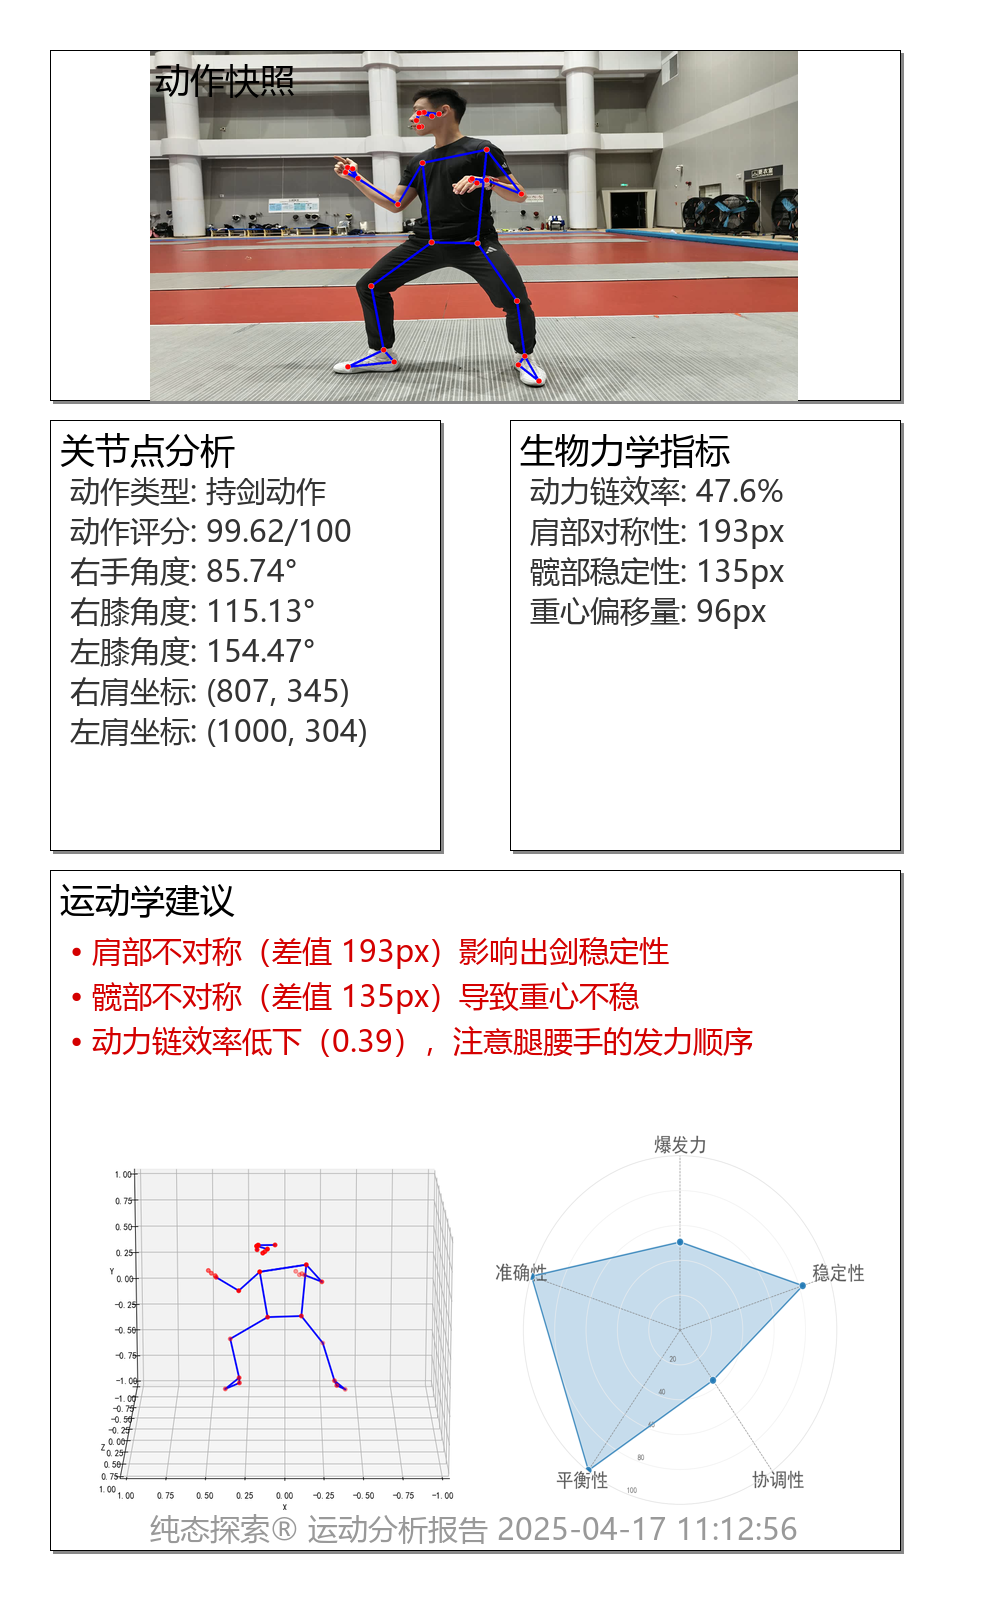 动作快照
更衣室
关节点分析
动作类型: 持剑动作
动作评分: 99.62/100
右手角度: 85.74°
右膝角度: 115.13°
左膝角度: 154.47°
右肩坐标: (807, 345)
左肩坐标: (1000, 304)
生物力学指标
动力链效率: 47.6%
肩部对称性: 193px
髋部稳定性: 135px
重心偏移量: 96px
运动学建议
• 肩部不对称（差值 193px）影响出剑稳定性
• 髋部不对称（差值 135px）导致重心不稳
• 动力链效率低下（0.39），注意腿腰手的发力顺序
1.00
0.75
0.50
0.25
Y
0.00
-0.25
-0.50
-0.75
-1.00
-1.00
-0.75
-0.50
-0.25
0.00
Z
0.25
0.50
0.75
1.00
1.00 0.75 0.50 0.25 0.00 -0.25 -0.50 -0.75 -1.00
X
爆发力
准确性
稳定性
20
40
60
80
100
平衡性
协调性
纯态探索® 运动分析报告 2025-04-17 11:12:56